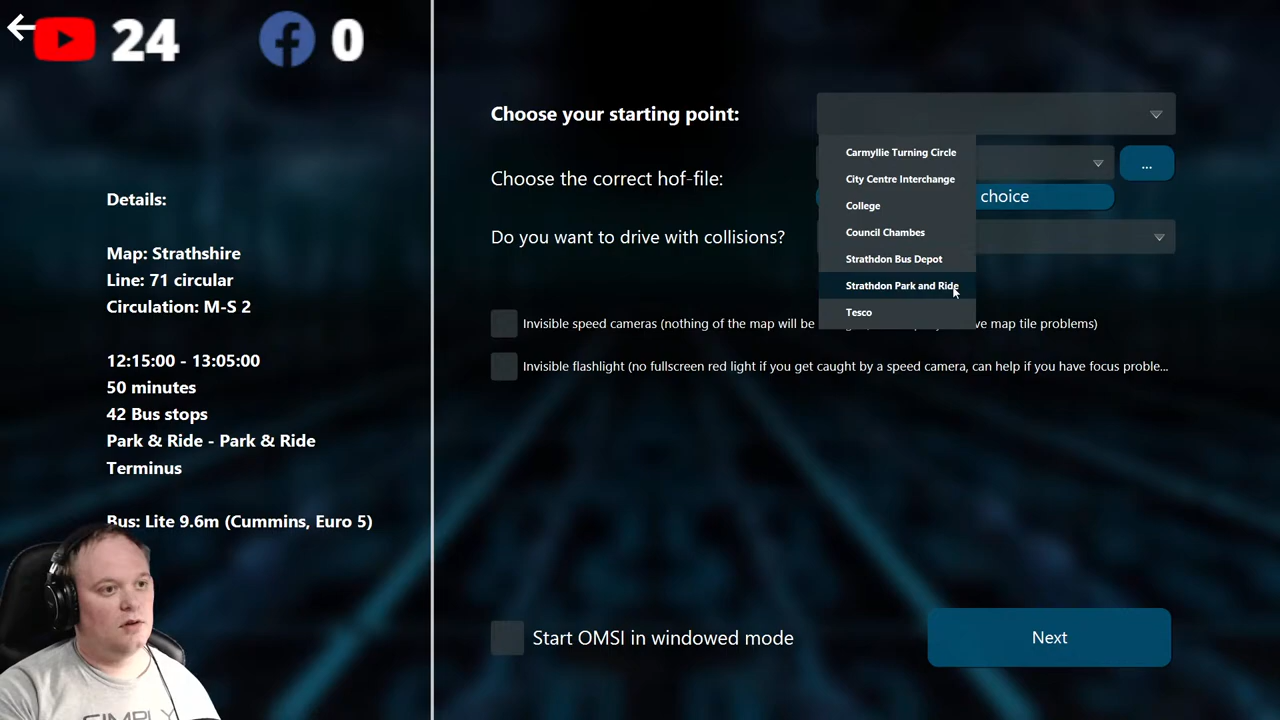 24
0
Choose your starting point:
Carmyllie Turning Circle
City Centre Interchange
College
Council Chambes
Strathdon Bus Depot
Strathdon Park and Ride
Tesco
Choose the correct hof-file:
...
choice
Do you want to drive with collisions?
Invisible speed cameras (nothing of the map will be
map tile problems)
Invisible flashlight (no fullscreen red light if you get caught by a speed camera, can help if you have focus proble...
Details:
Map: Strathshire
Line: 71 circular
Circulation: M-S 2
12:15:00 - 13:05:00
50 minutes
42 Bus stops
Park & Ride - Park & Ride
Terminus
Bus: Lite 9.6m (Cummins, Euro 5)
Start OMSI in windowed mode
Next
SIMPLY